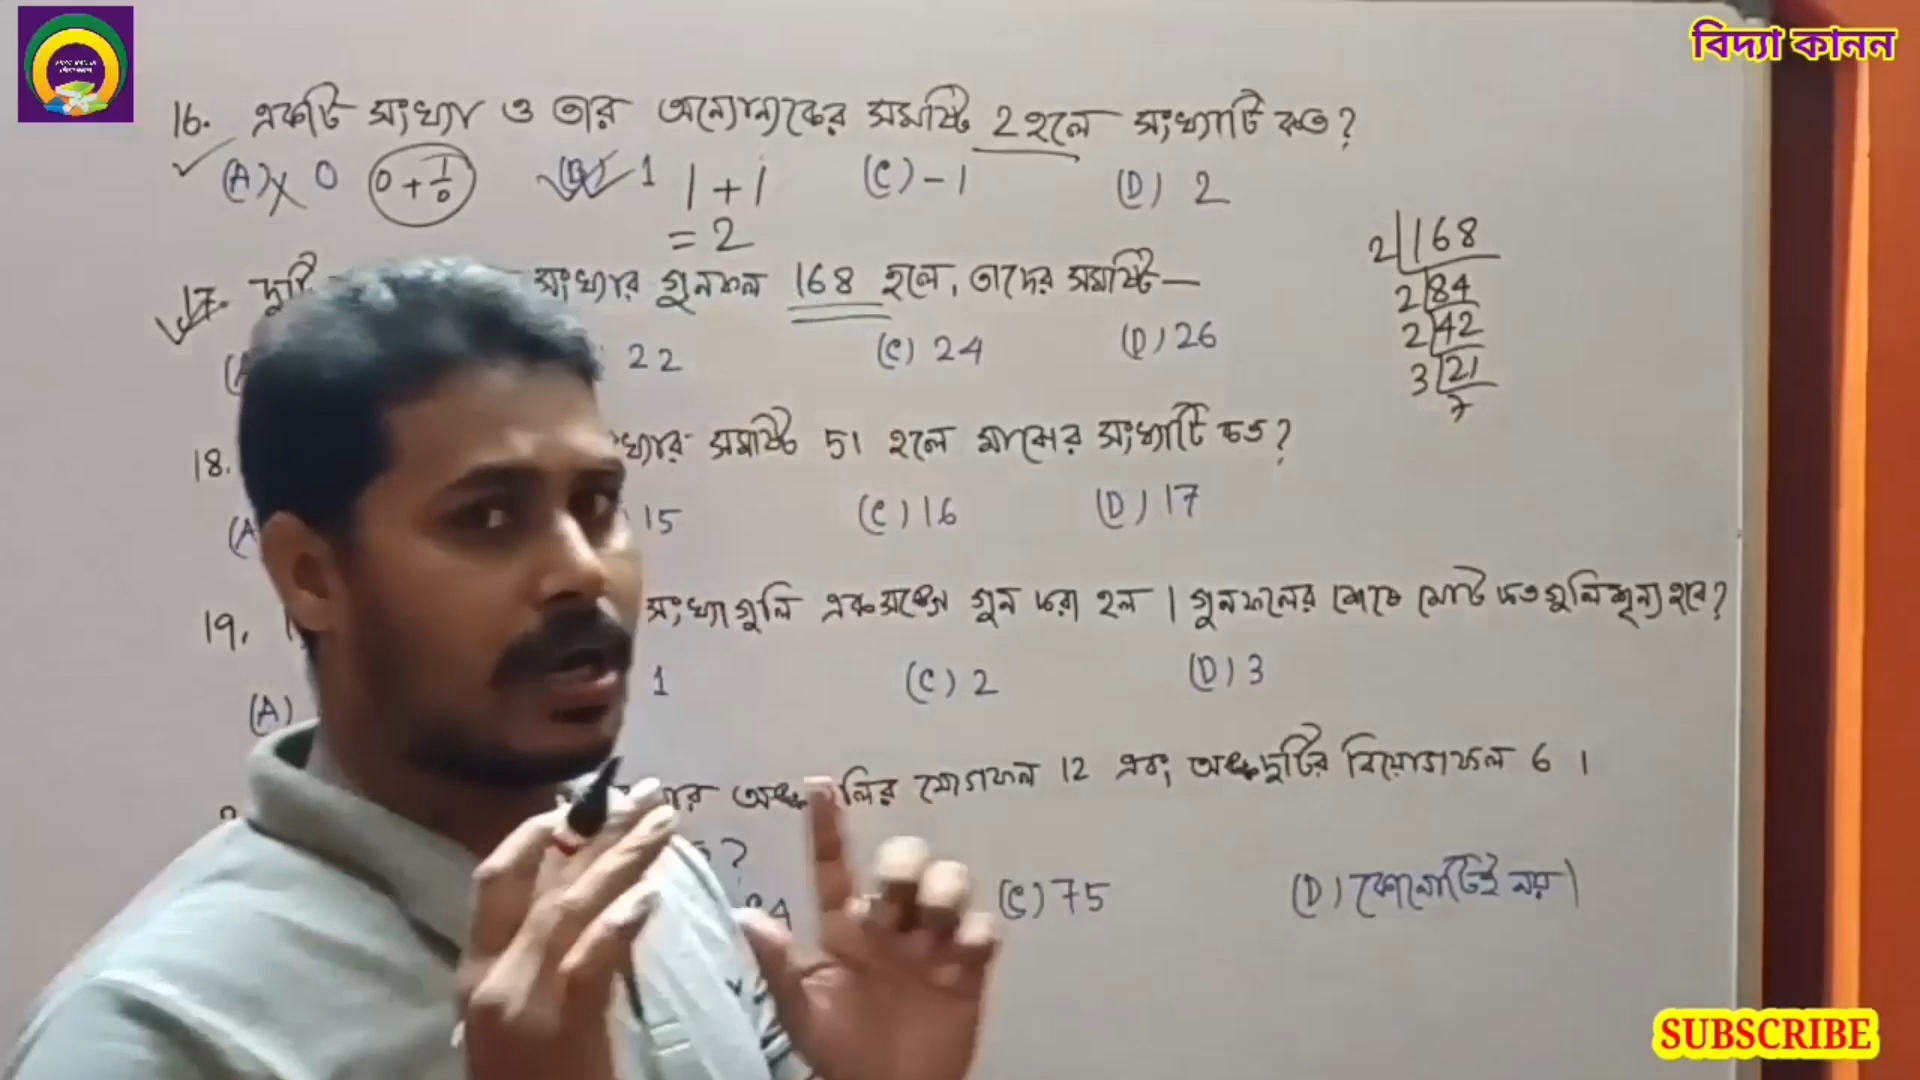 বিদ্যা কানন
16. একটি সংখ্যা ও তার অন্যোন্যকের সমষ্টি 2 হলে সংখ্যাটি কত?
(A) 0 0 + 1/0 (B) 1 1 + 1 (C) -1 (D) 2
= 2
17. দুটি সংখ্যার গুনফল 168 হলে, তাদের সমষ্টি—
22 (C) 24 (D) 26
2 168
2 84
2 42
3 21
7
18. সমষ্টি 51 হলে মাঝের সংখ্যাটি কত?
(A 15 (C) 16 (D) 17
19. সংখ্যাগুলি একসঙ্গে গুন করা হল। গুনফলের শেষে মোট কতগুলি শূন্য হবে?
(A) 1 (C) 2 (D) 3
যোগফল 12 এবং অঙ্কদুটির বিয়োগফল 6।
?
(C) 75 (D) কোনোটিই নয়।
SUBSCRIBE